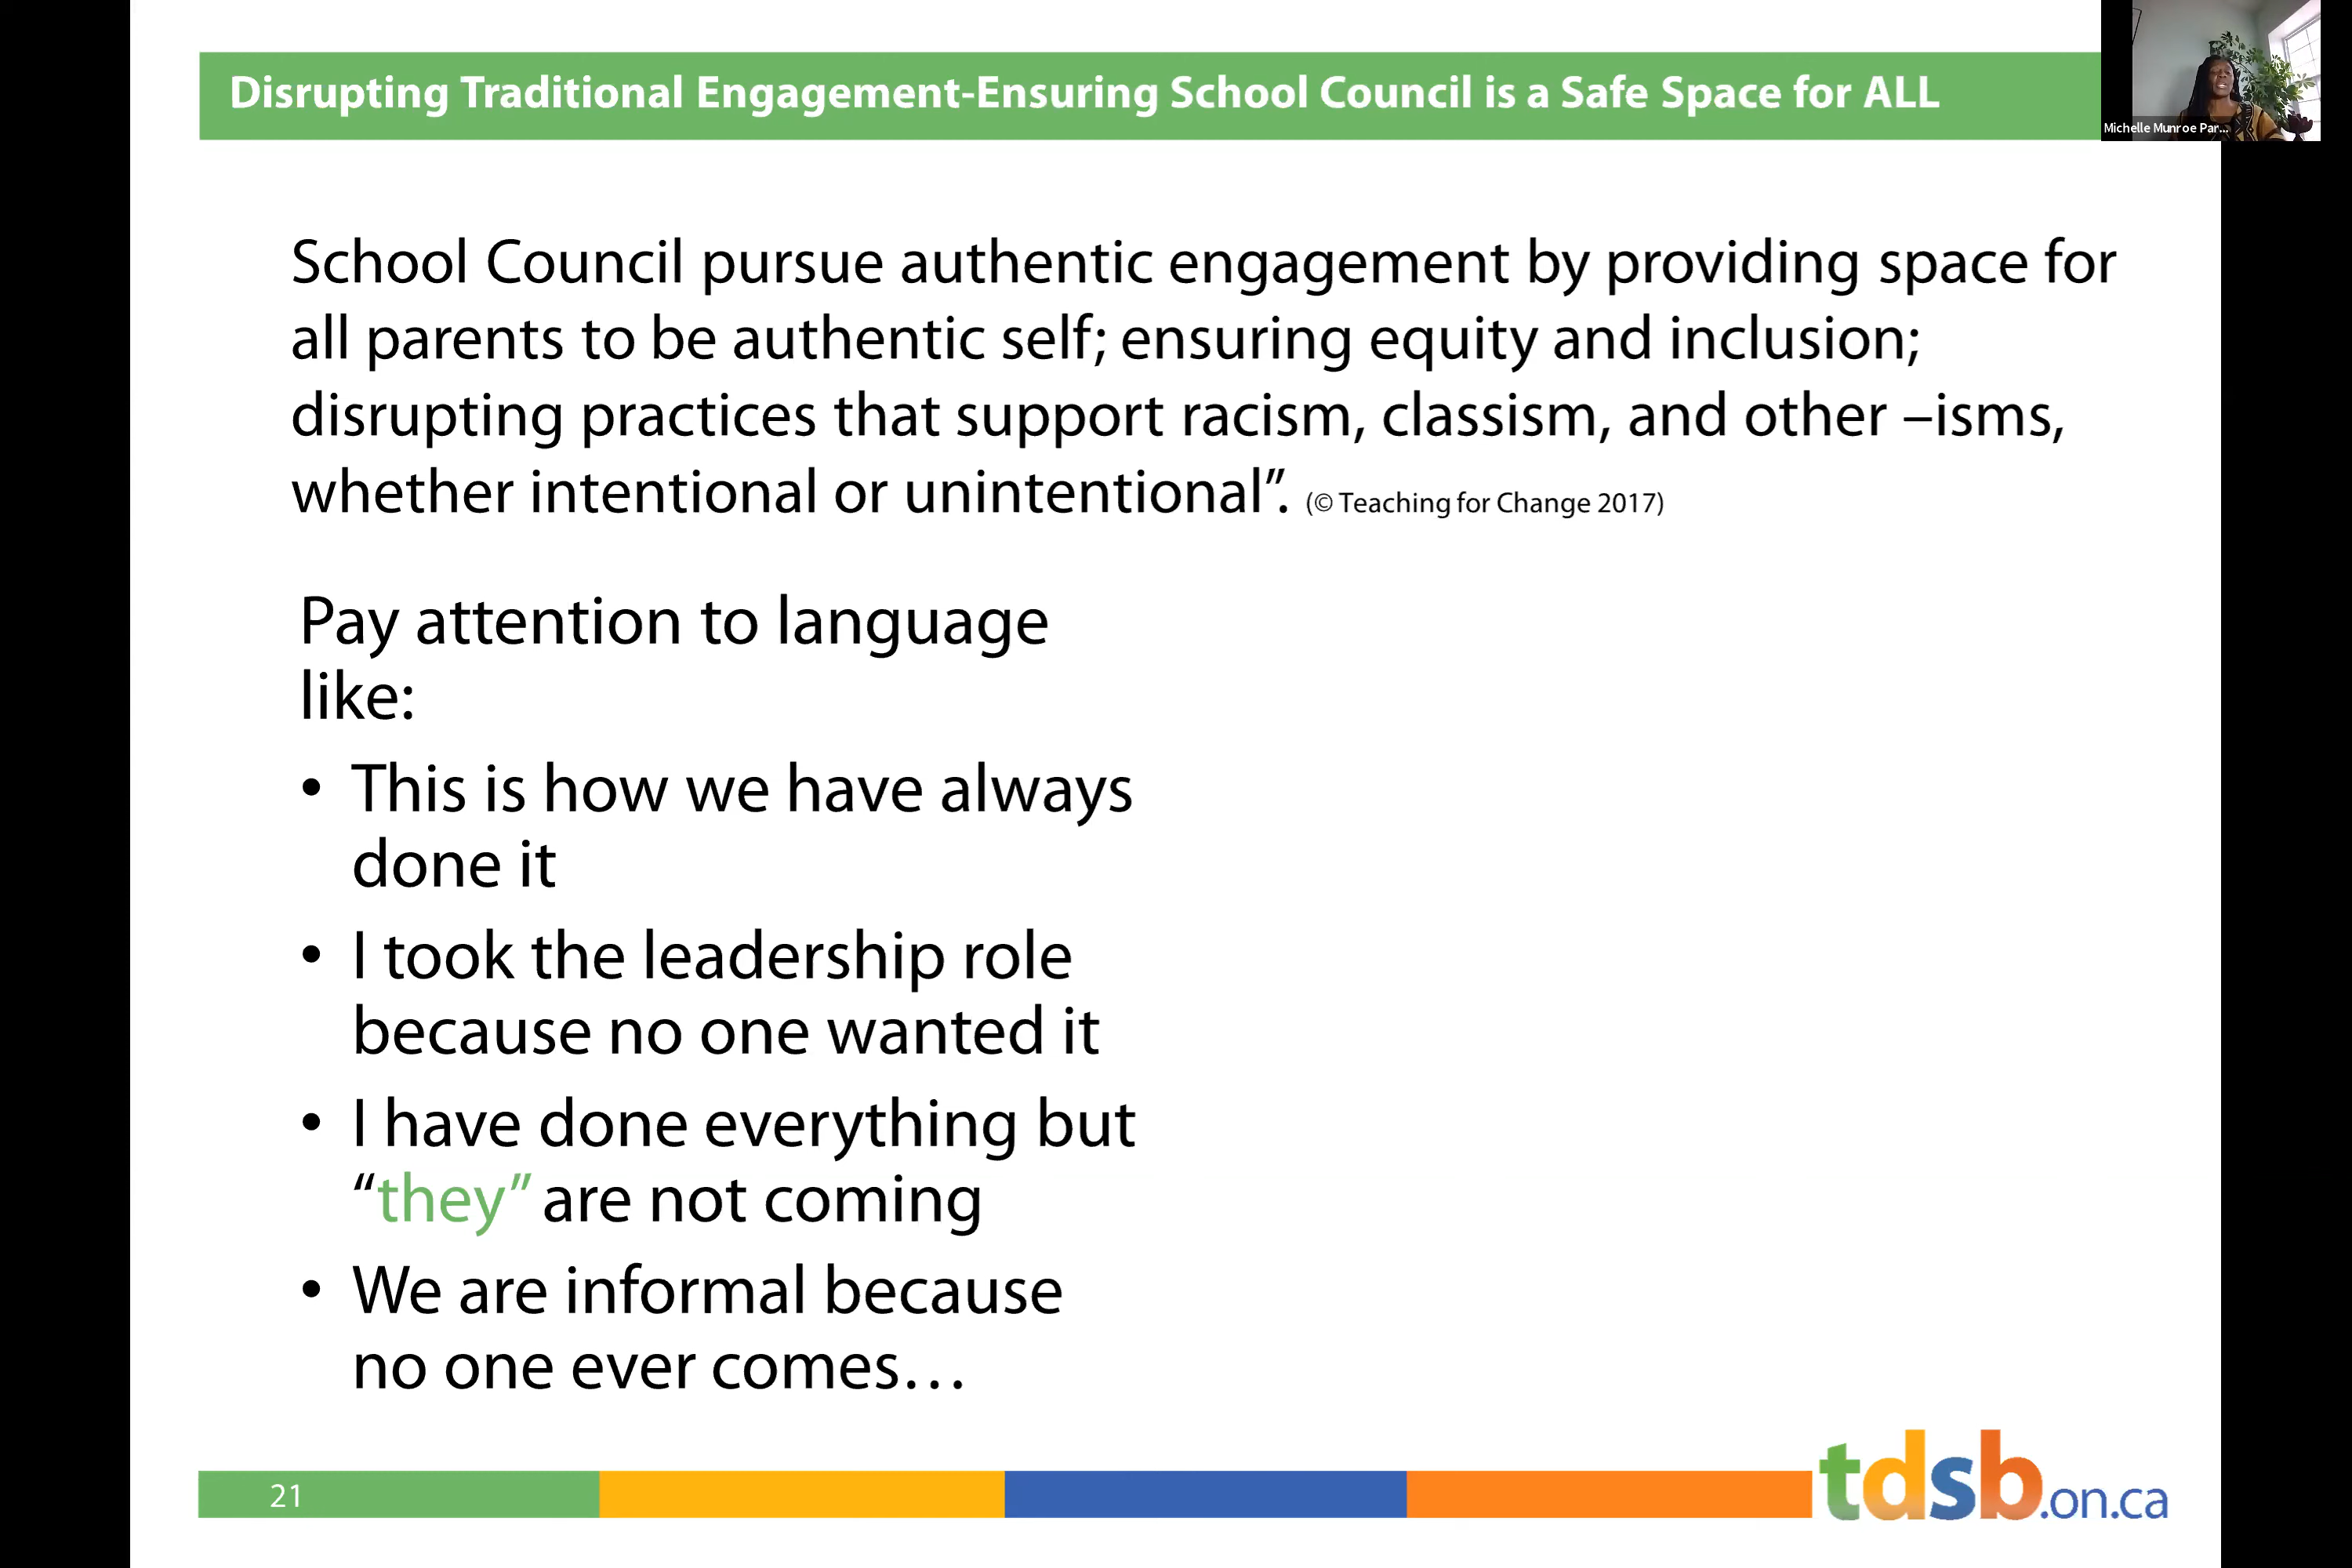 Disrupting Traditional Engagement-Ensuring School Council is a Safe Space for ALL
Michelle Munroe Par...
School Council pursue authentic engagement by providing space for
all parents to be authentic self; ensuring equity and inclusion;
disrupting practices that support racism, classism, and other –isms,
whether intentional or unintentional”. (© Teaching for Change 2017)
Pay attention to language
like:
• This is how we have always
done it
• I took the leadership role
because no one wanted it
• I have done everything but
“they” are not coming
• We are informal because
no one ever comes…
21
tdsb.on.ca